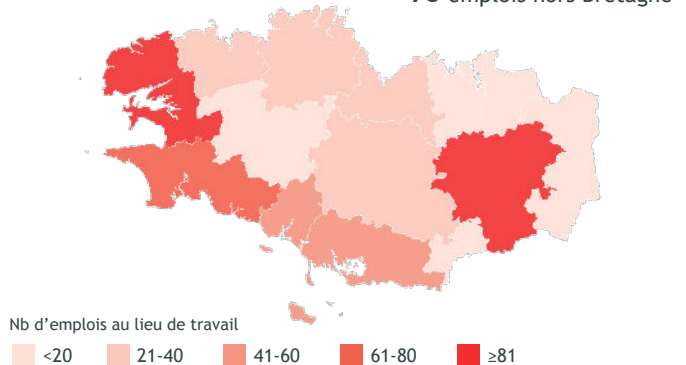 emplois hors Bretagne
Nb d'emplois au lieu de travail
<20
21-40
41-60
61-80
≥81